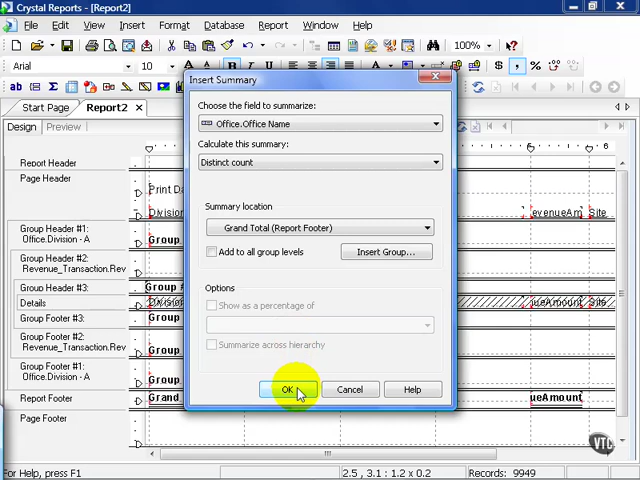 Crystal Reports - [Report2]
File Edit View Insert Format Database Report Window Help
100%
Arial 10
Start Page Report2
Design Preview
Report Header
Page Header
Print Da
Division
evenueAm Site
Group Header #1:
Office.Division - A
Group
Group Header #2:
Revenue_Transaction.Rev
Group Header #3:
Group #
Details
Division
ueAmount Site
Group Footer #3:
Group
Group Footer #2:
Revenue_Transaction.Rev
Group Footer #1:
Office.Division - A
Group
Report Footer
Grand
ueAmount
Page Footer
Insert Summary
Choose the field to summarize:
Office.Office Name
Calculate this summary:
Distinct count
Summary location
Grand Total (Report Footer)
Add to all group levels
Insert Group...
Options
Show as a percentage of
Summarize across hierarchy
OK Cancel Help
VTC
For Help, press F1
2.5 , 3.1 : 1.2 x 0.2 Records: 9949